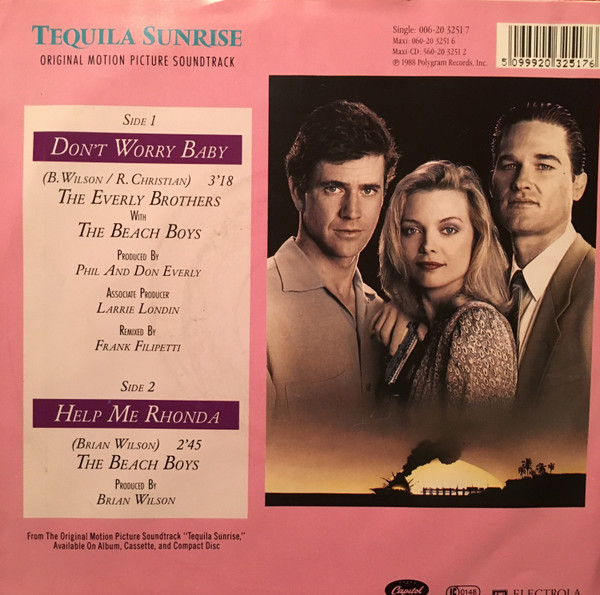 TEQUILA SUNRISE
ORIGINAL MOTION PICTURE SOUNDTRACK
Single: 006-20 3251 7
Maxi: 060-20 3251 6
Maxi-CD: 560-20 3251 2
℗ 1988 Polygram Records, Inc.
5 099920 325176
SIDE 1
DON'T WORRY BABY
(B. WILSON / R. CHRISTIAN) 3'18
THE EVERLY BROTHERS
WITH
THE BEACH BOYS
PRODUCED BY
PHIL AND DON EVERLY
ASSOCIATE PRODUCER
LARRIE LONDIN
REMIXED BY
FRANK FILIPETTI
SIDE 2
HELP ME RHONDA
(BRIAN WILSON) 2'45
THE BEACH BOYS
PRODUCED BY
BRIAN WILSON
From The Original Motion Picture Soundtrack "Tequila Sunrise,"
Available On Album, Cassette, and Compact Disc
Capitol
LC 0148
EMI ELECTROLA